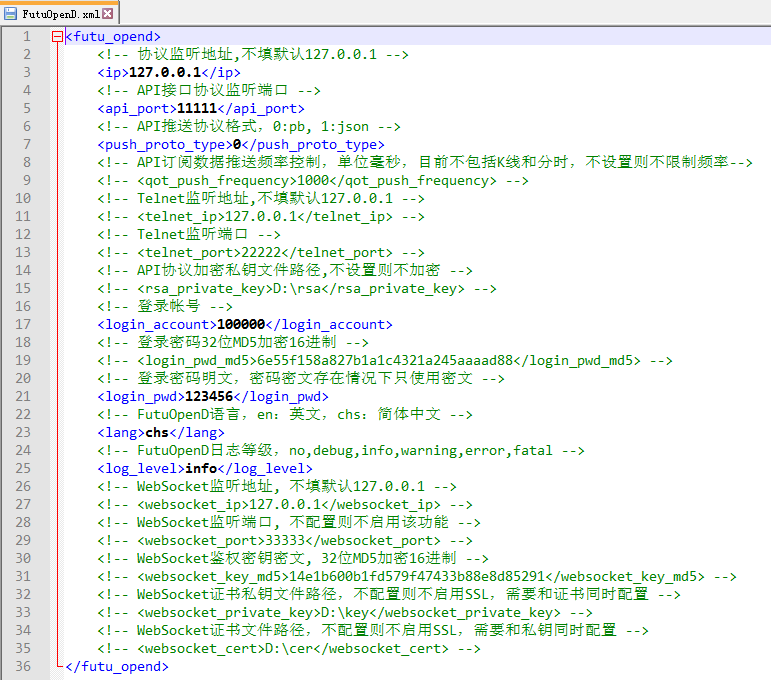 FutuOpenD.xml
1 <futu_opend>
2 <!-- 协议监听地址,不填默认127.0.0.1 -->
3 <ip>127.0.0.1</ip>
4 <!-- API接口协议监听端口 -->
5 <api_port>11111</api_port>
6 <!-- API推送协议格式，0:pb, 1:json -->
7 <push_proto_type>0</push_proto_type>
8 <!-- API订阅数据推送频率控制，单位毫秒，目前不包括K线和分时，不设置则不限制频率-->
9 <!-- <qot_push_frequency>1000</qot_push_frequency> -->
10 <!-- Telnet监听地址,不填默认127.0.0.1 -->
11 <!-- <telnet_ip>127.0.0.1</telnet_ip> -->
12 <!-- Telnet监听端口 -->
13 <!-- <telnet_port>22222</telnet_port> -->
14 <!-- API协议加密私钥文件路径,不设置则不加密 -->
15 <!-- <rsa_private_key>D:\rsa</rsa_private_key> -->
16 <!-- 登录帐号 -->
17 <login_account>100000</login_account>
18 <!-- 登录密码32位MD5加密16进制 -->
19 <!-- <login_pwd_md5>6e55f158a827b1a1c4321a245aaaad88</login_pwd_md5> -->
20 <!-- 登录密码明文，密码密文存在情况下只使用密文 -->
21 <login_pwd>123456</login_pwd>
22 <!-- FutuOpenD语言，en：英文，chs：简体中文 -->
23 <lang>chs</lang>
24 <!-- FutuOpenD日志等级，no,debug,info,warning,error,fatal -->
25 <log_level>info</log_level>
26 <!-- WebSocket监听地址, 不填默认127.0.0.1 -->
27 <!-- <websocket_ip>127.0.0.1</websocket_ip> -->
28 <!-- WebSocket监听端口, 不配置则不启用该功能 -->
29 <!-- <websocket_port>33333</websocket_port> -->
30 <!-- WebSocket鉴权密钥密文, 32位MD5加密16进制 -->
31 <!-- <websocket_key_md5>14e1b600b1fd579f47433b88e8d85291</websocket_key_md5> -->
32 <!-- WebSocket证书私钥文件路径，不配置则不启用SSL，需要和证书同时配置 -->
33 <!-- <websocket_private_key>D:\key</websocket_private_key> -->
34 <!-- WebSocket证书文件路径，不配置则不启用SSL，需要和私钥同时配置 -->
35 <!-- <websocket_cert>D:\cer</websocket_cert> -->
36 </futu_opend>